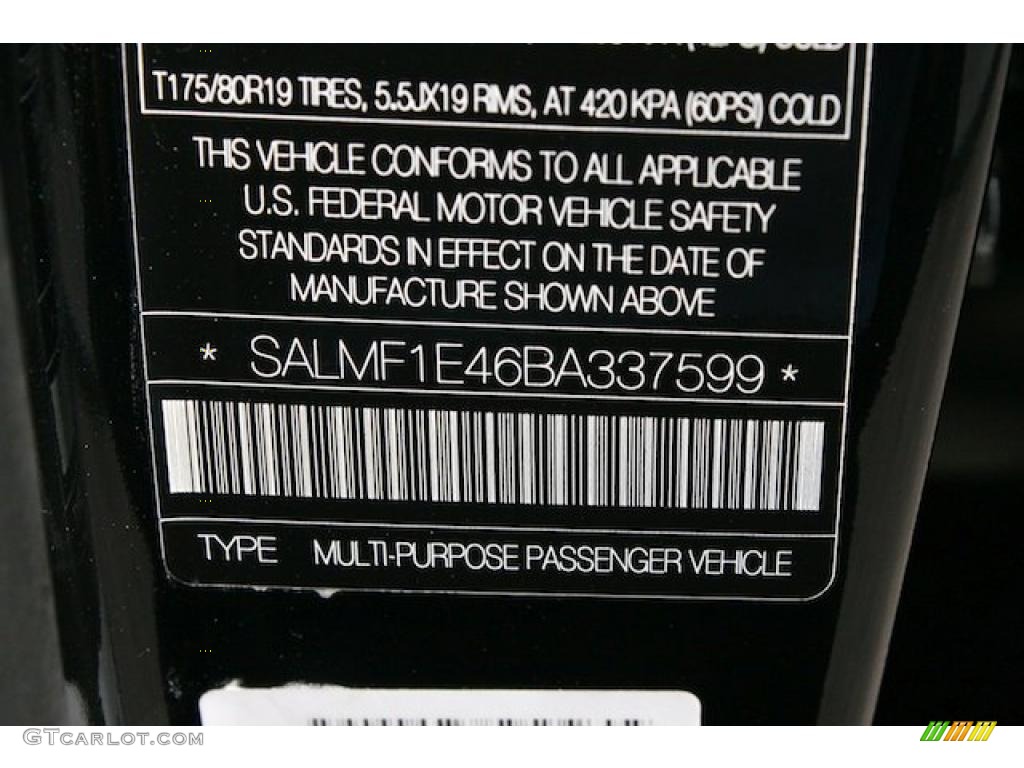 T175/80R19 TIRES, 5.5JX19 RIMS, AT 420 KPA (60PSI) COLD
THIS VEHICLE CONFORMS TO ALL APPLICABLE
U.S. FEDERAL MOTOR VEHICLE SAFETY
STANDARDS IN EFFECT ON THE DATE OF
MANUFACTURE SHOWN ABOVE
* SALMF1E46BA337599 *
TYPE MULTI-PURPOSE PASSENGER VEHICLE
GTCARLOT.COM